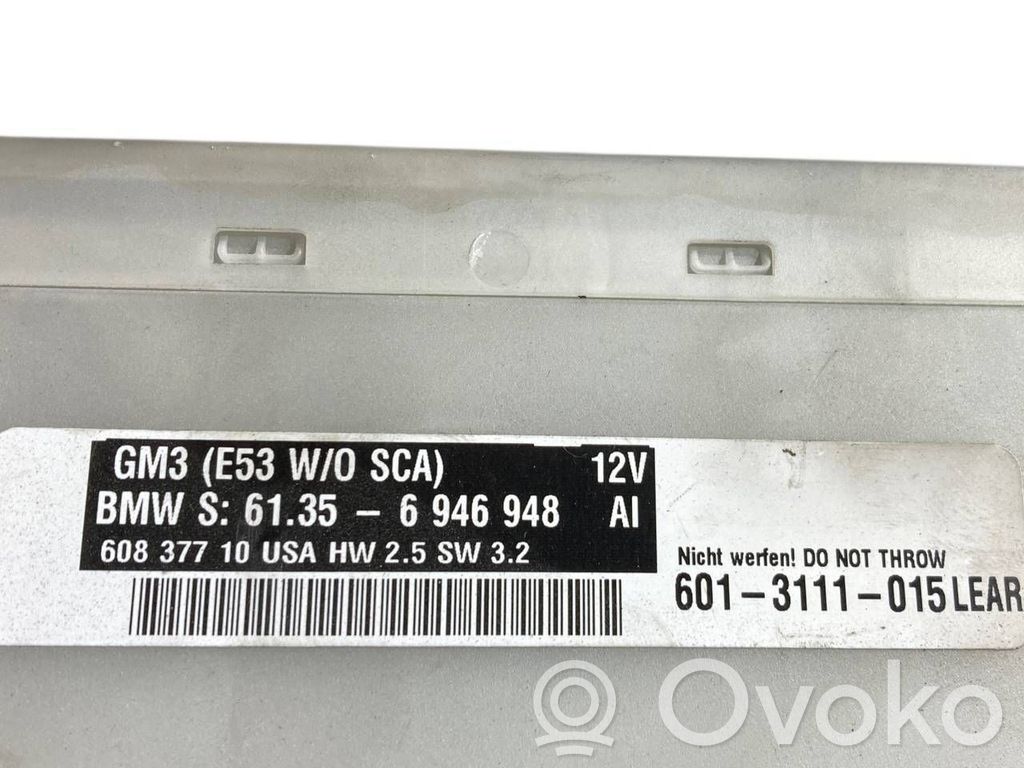 GM3 (E53 W/O SCA) 12V
BMW S: 61.35 - 6 946 948 AI
608 377 10 USA HW 2.5 SW 3.2
Nicht werfen! DO NOT THROW
601-3111-015 LEAR
Ovoko